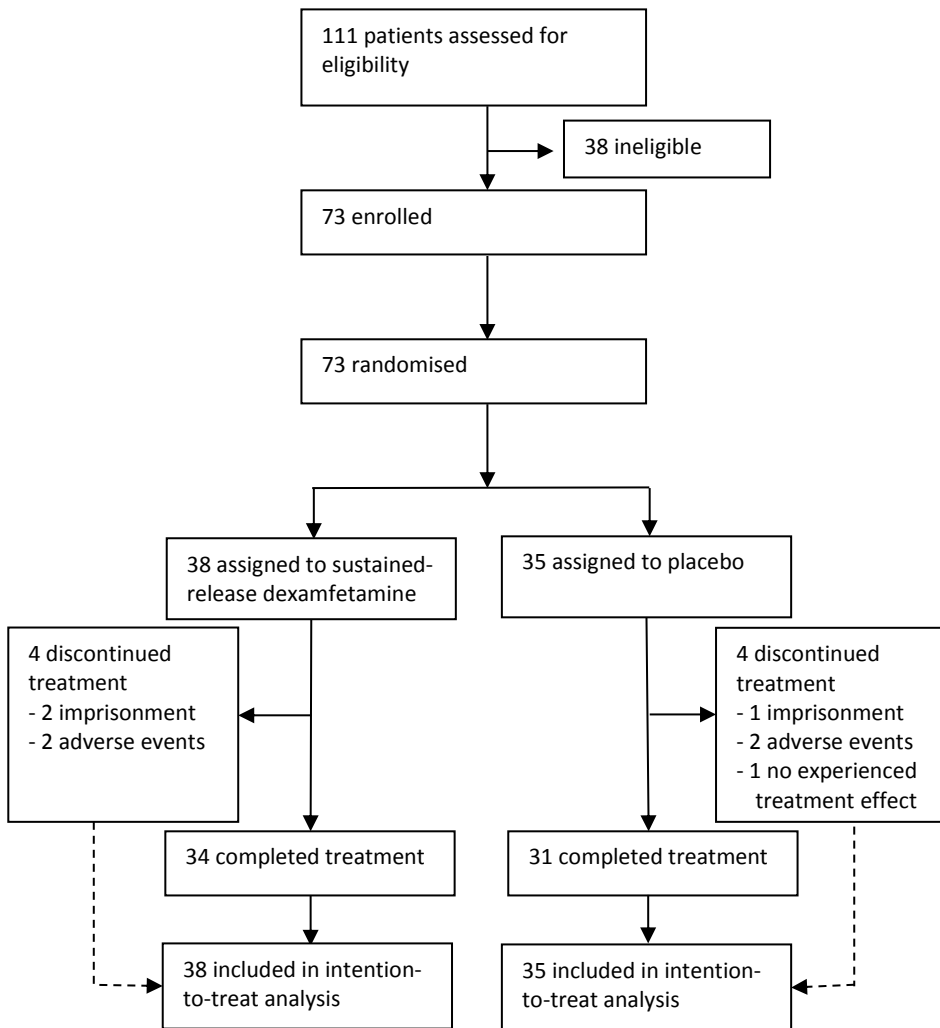 111 patients assessed for
eligibility
38 ineligible
73 enrolled
73 randomised
38 assigned to sustained-
release dexamfetamine
35 assigned to placebo
4 discontinued
treatment
- 2 imprisonment
- 2 adverse events
4 discontinued
treatment
- 1 imprisonment
- 2 adverse events
- 1 no experienced
treatment effect
34 completed treatment
31 completed treatment
38 included in intention-
to-treat analysis
35 included in intention-
to-treat analysis